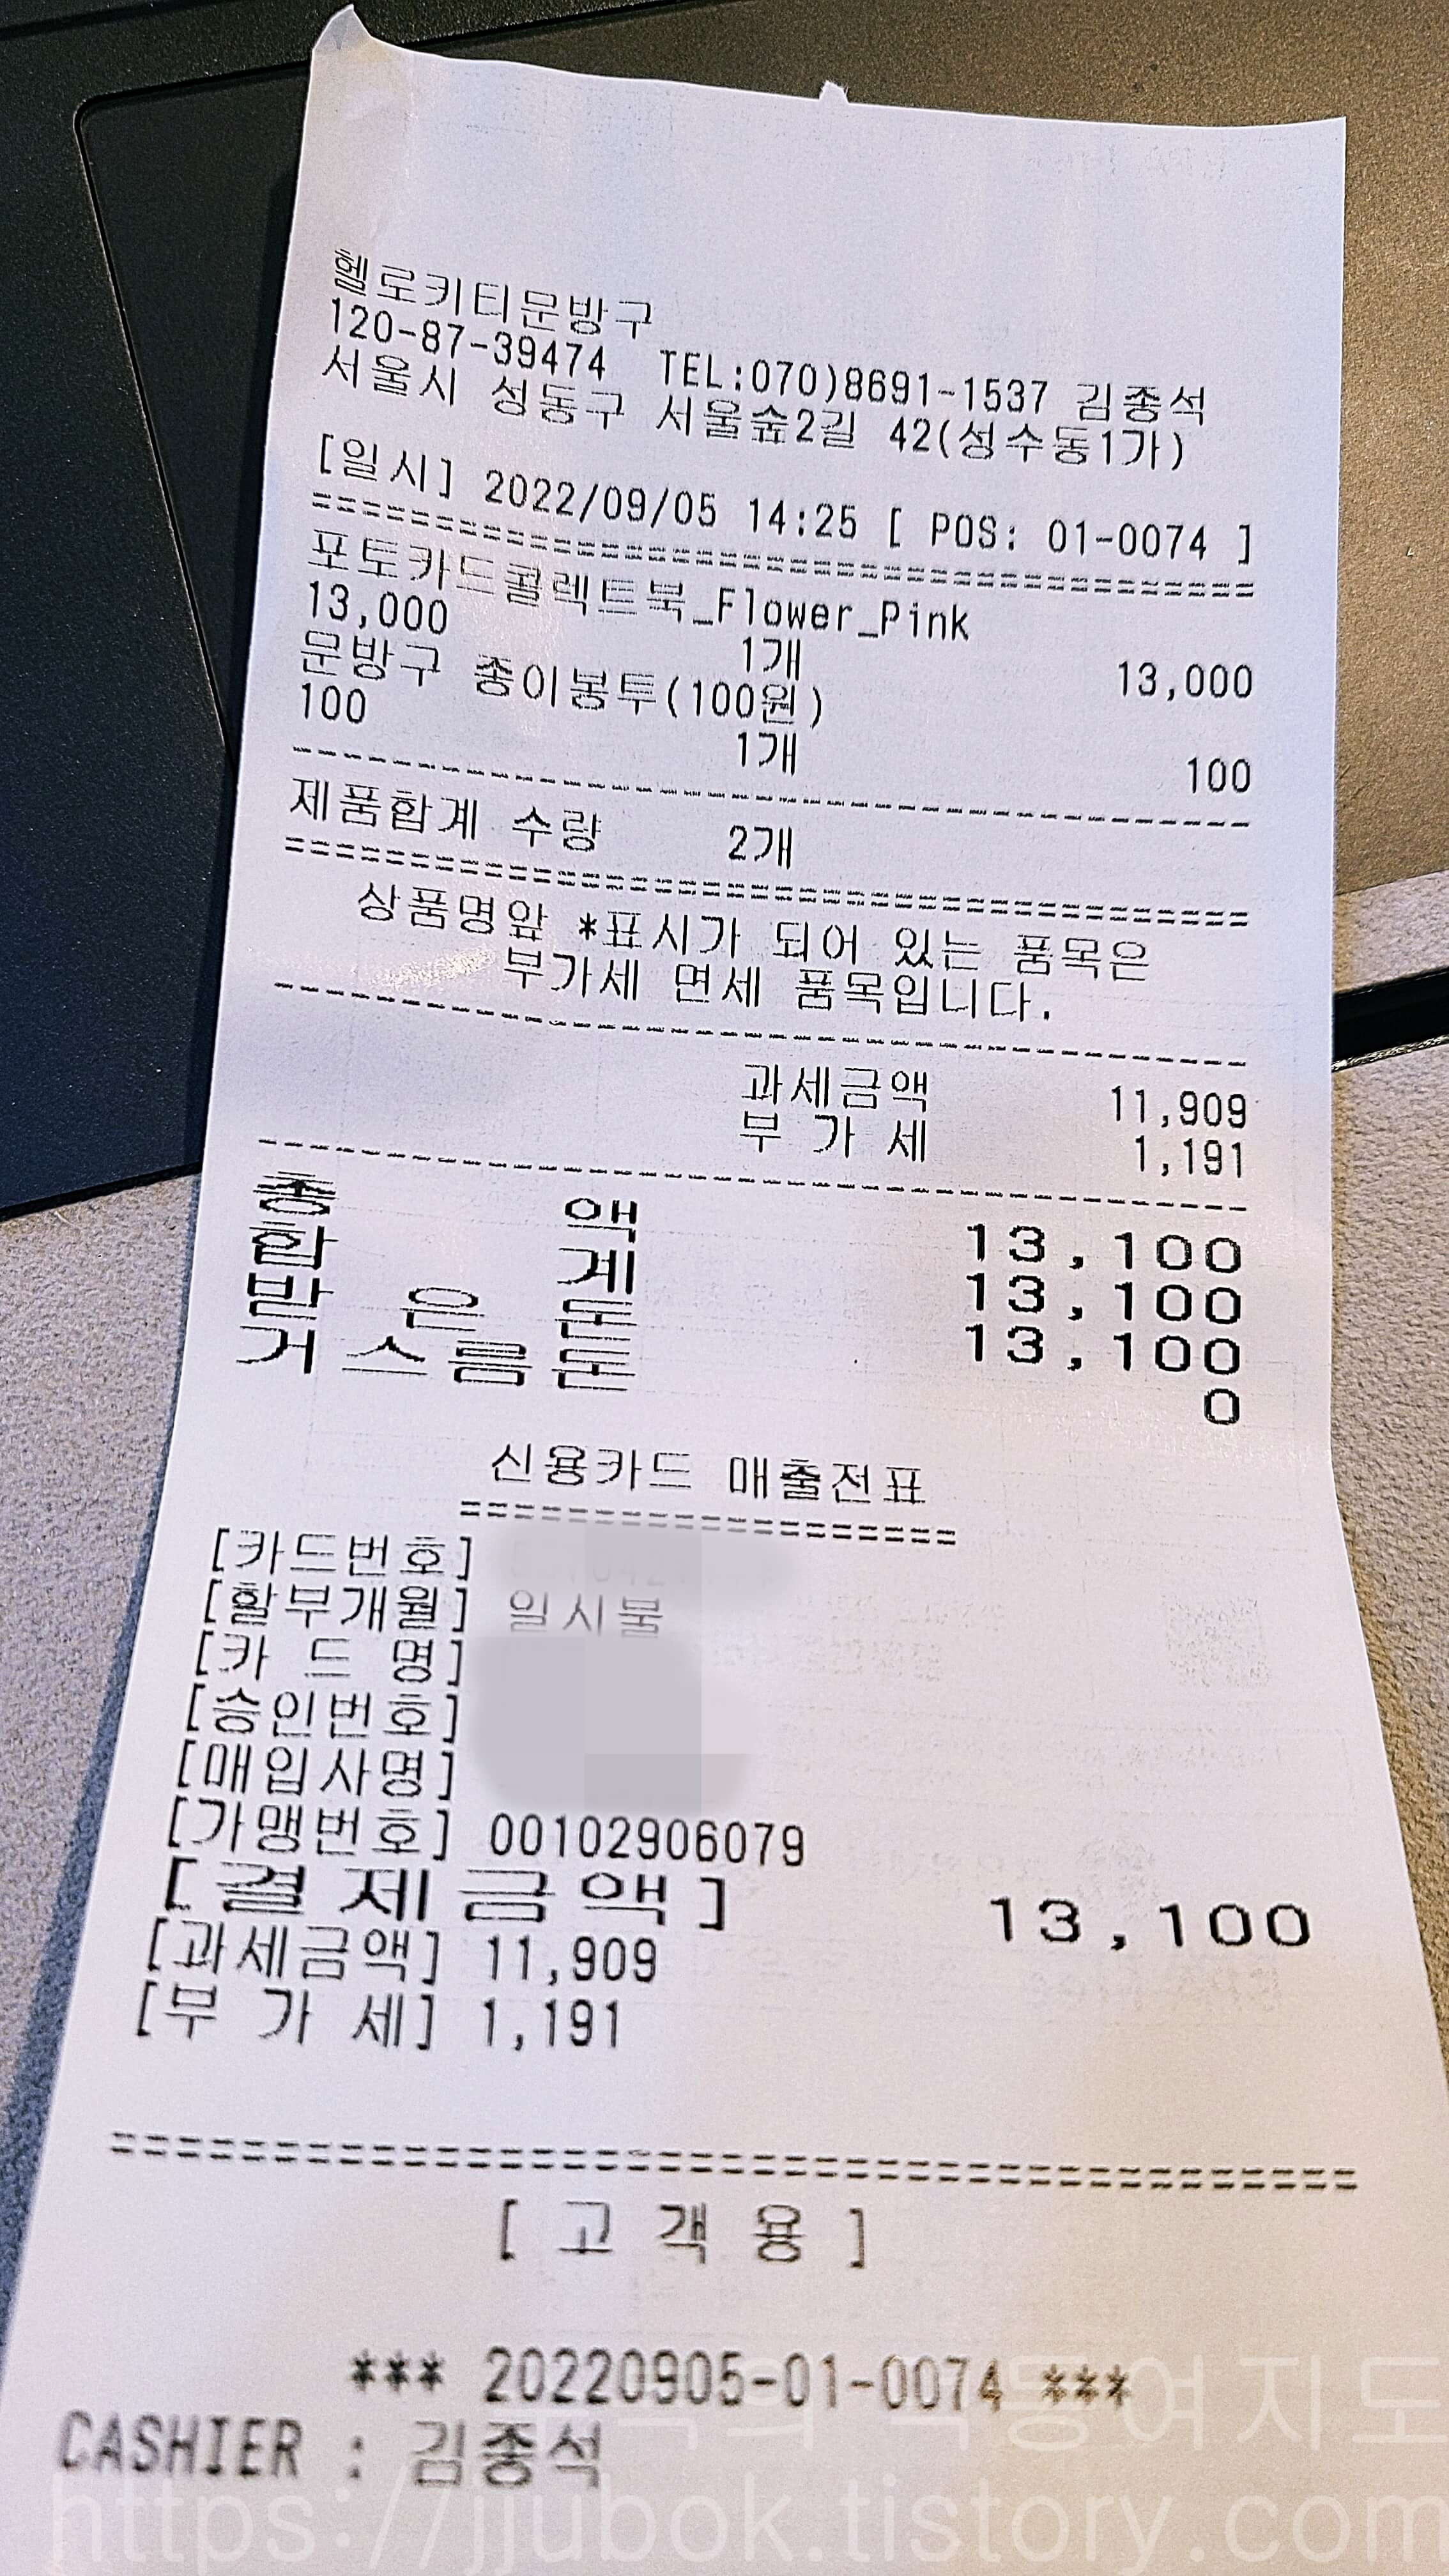 헬로키티문방구
120-87-39474 TEL:070)8691-1537 김종석
서울시 성동구 서울숲2길 42(성수동1가)
[일시] 2022/09/05 14:25 [ POS: 01-0074 ]
========================================
포토카드콜렉트북_Flower_Pink
13,000 1개 13,000
문방구 종이봉투(100원)
100 1개 100
----------------------------------------
제품합계 수량 2개
========================================
상품명앞 *표시가 되어 있는 품목은
부가세 면세 품목입니다.
----------------------------------------
과세금액 11,909
부 가 세 1,191
----------------------------------------
총 액 13,100
합 계 13,100
받 은 돈 13,100
거스름돈 0
신용카드 매출전표
==================
[카드번호]
[할부개월] 일시불
[카 드 명]
[승인번호]
[매입사명]
[가맹번호] 00102906079
[결제금액] 13,100
[과세금액] 11,909
[부 가 세] 1,191
========================================
[ 고 객 용 ]
*** 20220905-01-0074 ***
CASHIER : 김종석
https://jjubok.tistory.com